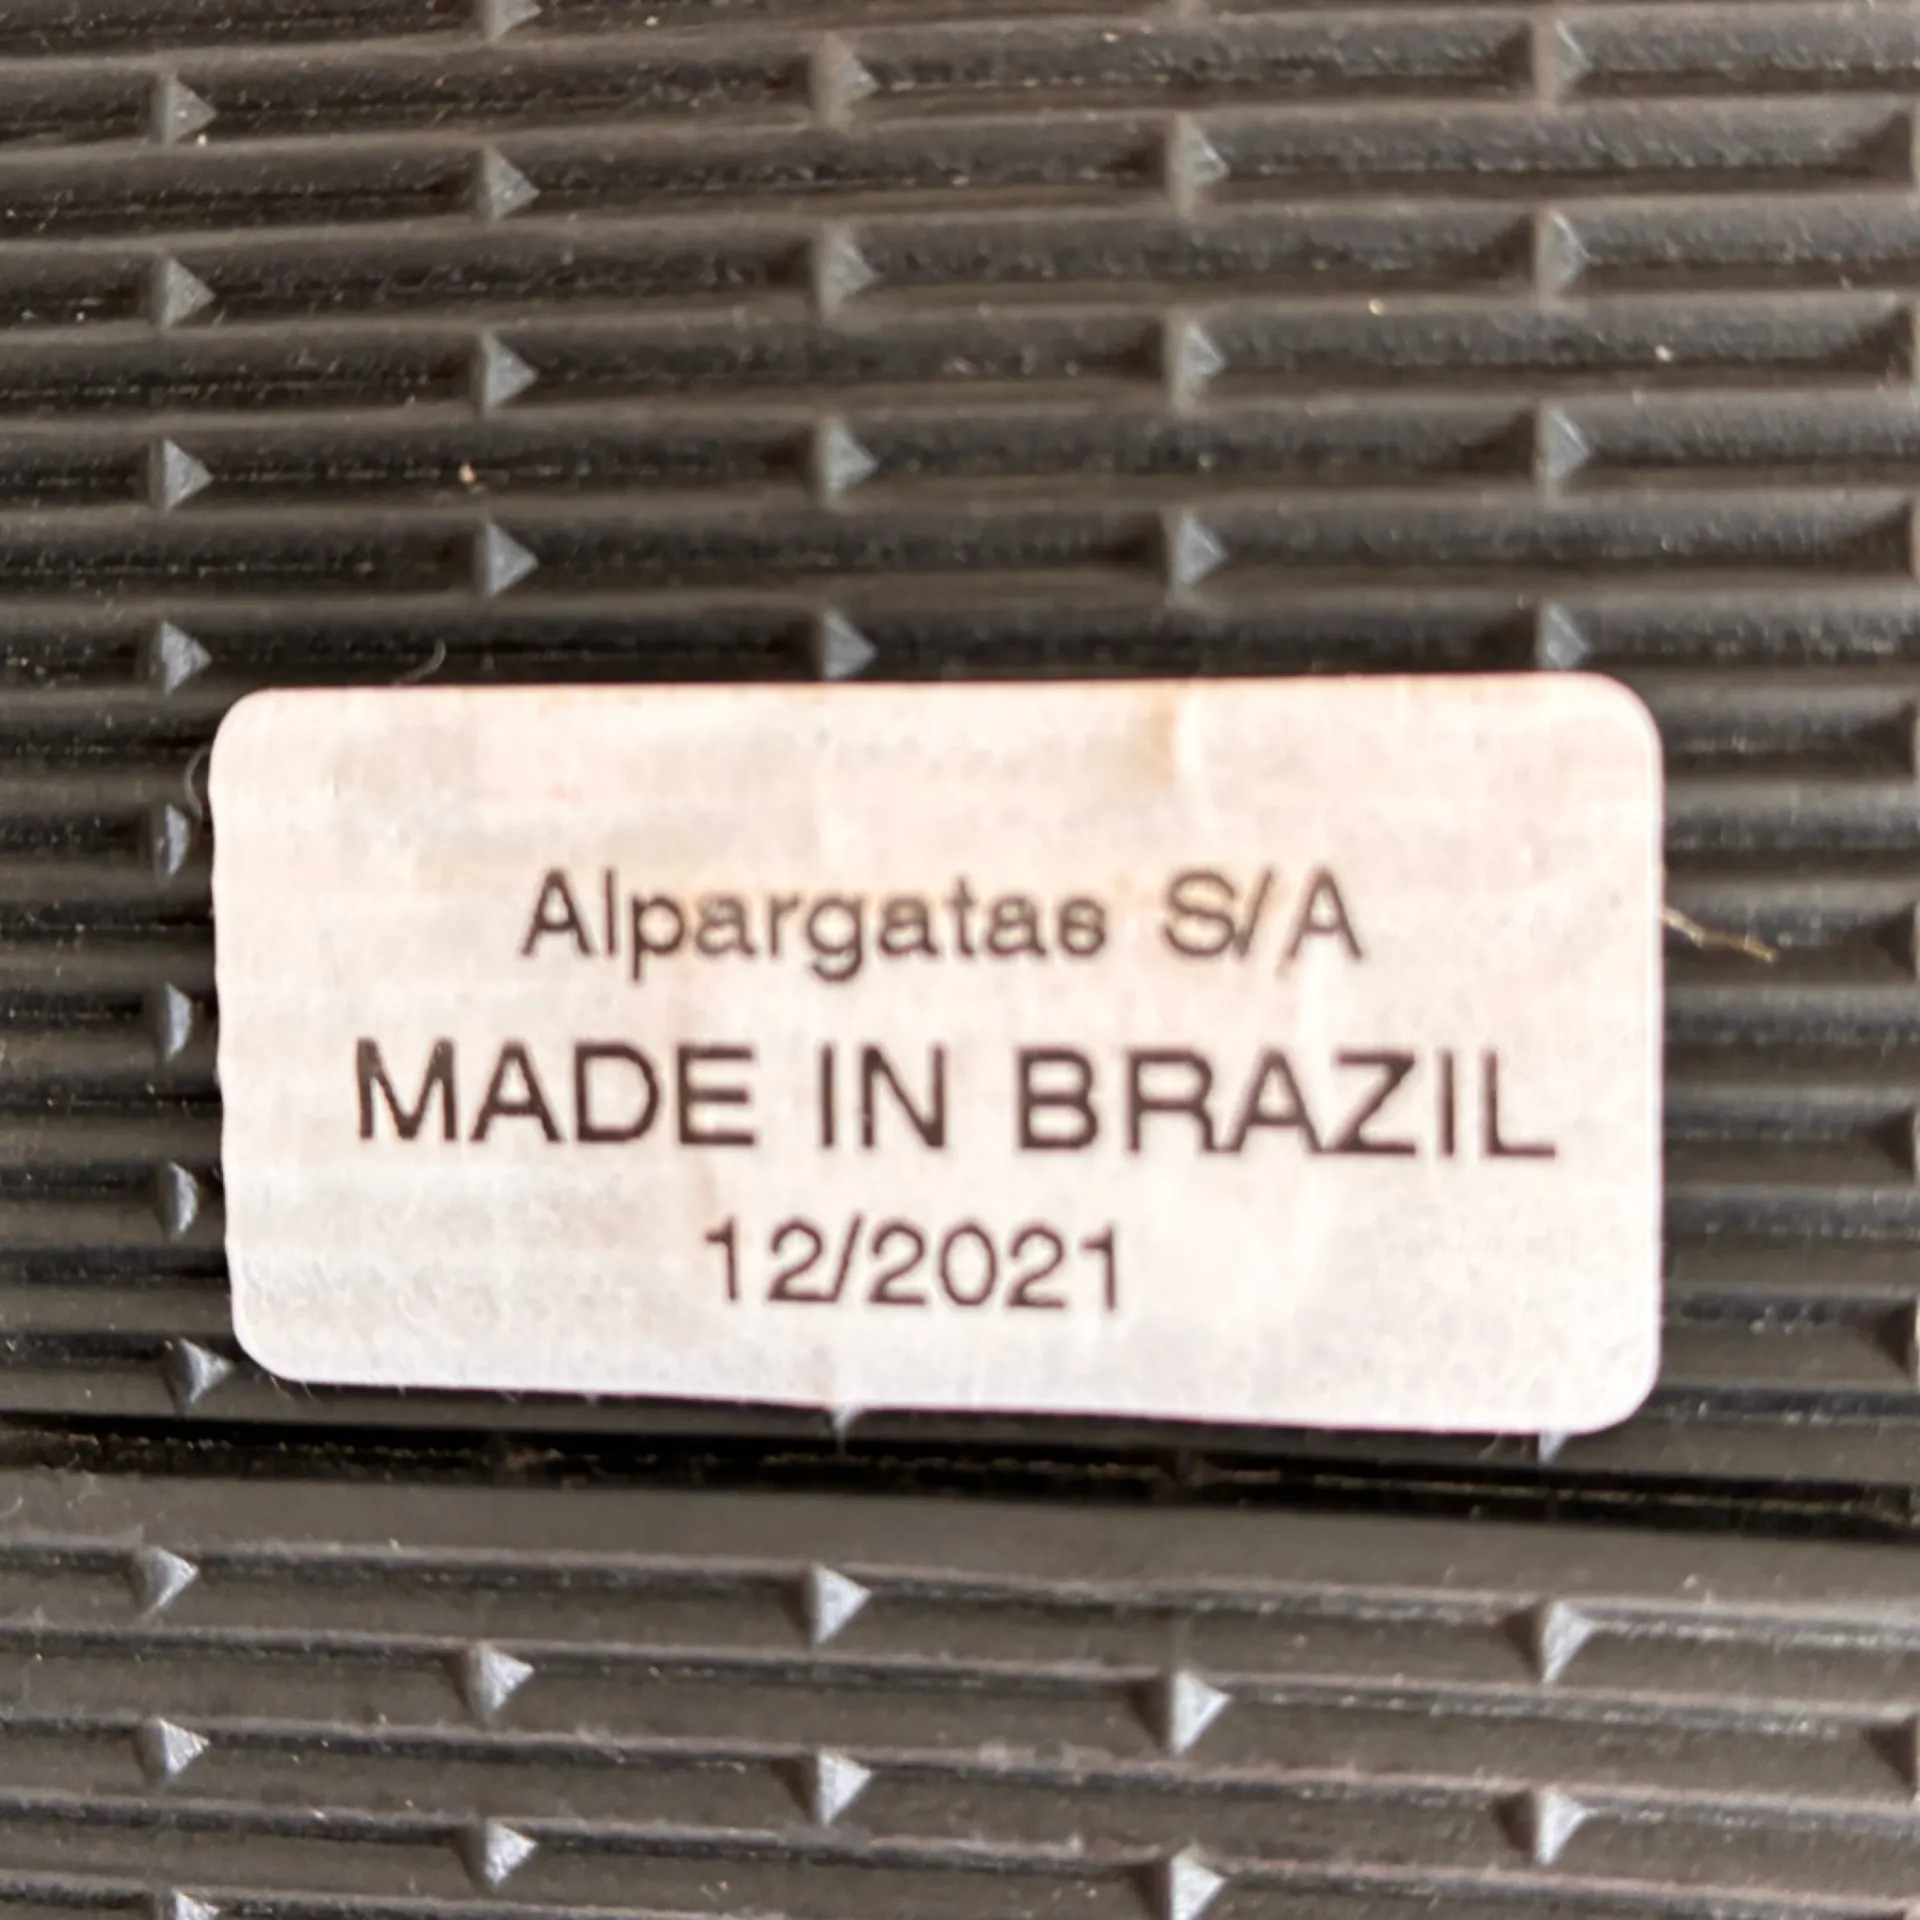 Alpargatas S/A
MADE IN BRAZIL
12/2021